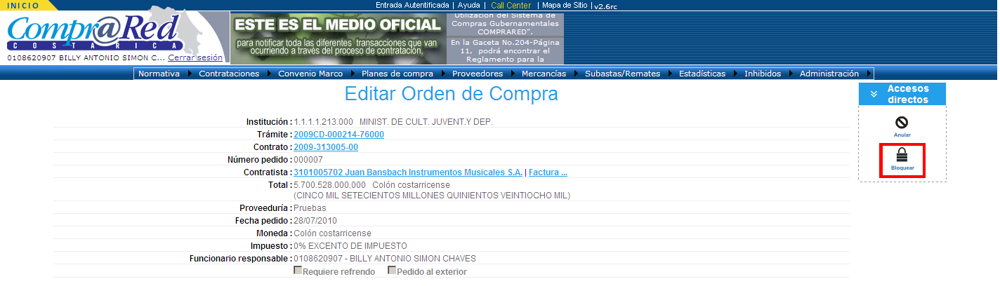 INICIO
Entrada Autentificada | Ayuda | Call Center | Mapa de Sitio | v2.6rc
Compr@Red
COSTA RICA
0108620907 BILLY ANTONIO SIMON C... Cerrar sesión
ESTE ES EL MEDIO OFICIAL
para notificar toda las diferentes transacciones que van
ocurriendo a través del proceso de contratación,
Utilización del Sistema de
Compras Gubernamentales
COMPRARED".
En la Gaceta No.204-Página
11, podrá encontrar el
Reglamento para la
Normativa Contrataciones Convenio Marco Planes de compra Proveedores Mercancías Subastas/Remates Estadísticas Inhibidos Administración
Editar Orden de Compra
Institución : 1.1.1.1.213.000 MINIST. DE CULT. JUVENT.Y DEP.
Trámite : 2009CD-000214-76000
Contrato : 2009-313005-00
Número pedido : 000007
Contratista : 3101005702 Juan Bansbach Instrumentos Musicales S.A. | Factura ...
Total : 5.700.528.000,000 Colón costarricense
(CINCO MIL SETECIENTOS MILLONES QUINIENTOS VEINTIOCHO MIL)
Proveeduría : Pruebas
Fecha pedido : 28/07/2010
Moneda : Colón costarricense
Impuesto : 0% EXCENTO DE IMPUESTO
Funcionario responsable : 0108620907 - BILLY ANTONIO SIMON CHAVES
Requiere refrendo Pedido al exterior
Accesos
directos
Anular
Bloquear